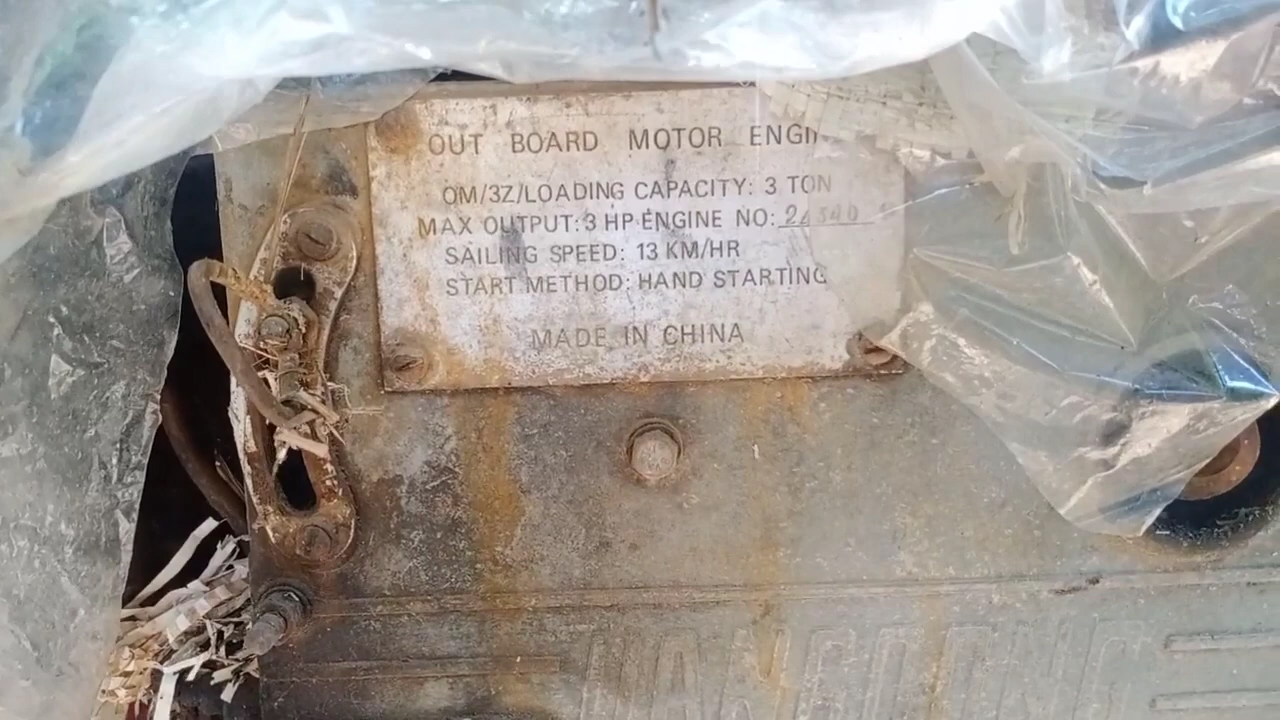 OUT BOARD MOTOR ENGIN
OM/3Z/LOADING CAPACITY: 3 TON
MAX OUTPUT: 3 HP ENGINE NO:
SAILING SPEED: 13 KM/HR
START METHOD: HAND STARTING
MADE IN CHINA